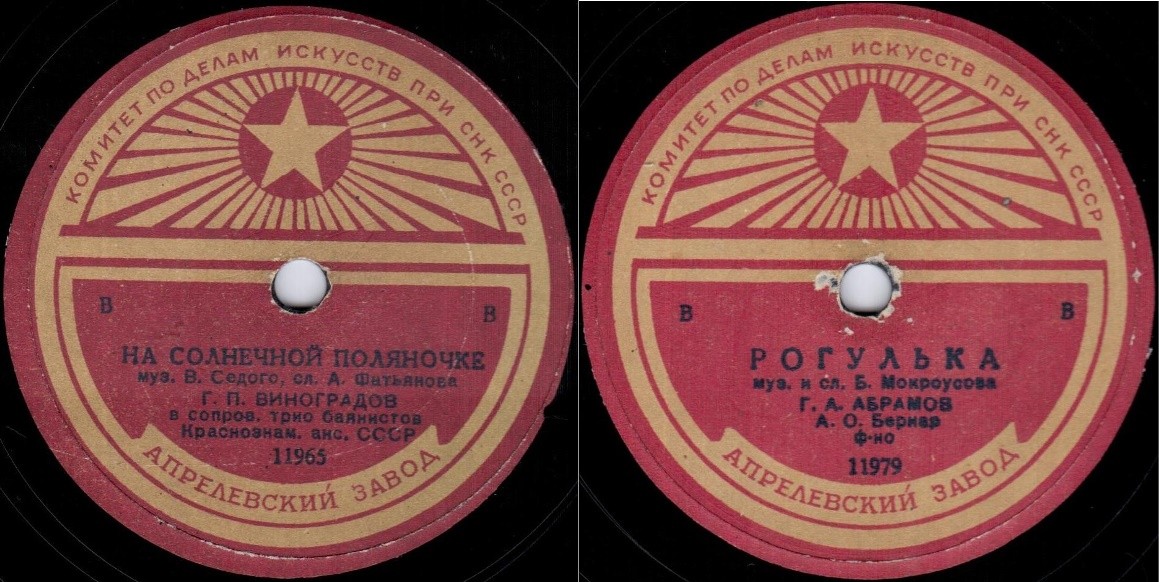 КОМИТЕТ ПО ДЕЛАМ ИСКУССТВ ПРИ СНК СССР
В В
НА СОЛНЕЧНОЙ ПОЛЯНОЧКЕ
муз. В. Седого, сл. А. Фатьянова
Г. П. ВИНОГРАДОВ
в сопров. трио баянистов
Краснознам. анс. СССР
11965
АПРЕЛЕВСКИЙ ЗАВОД
КОМИТЕТ ПО ДЕЛАМ ИСКУССТВ ПРИ СНК СССР
В В
РОГУЛЬКА
муз. и сл. Б. Мокроусова
Г. А. АБРАМОВ
А. О. Бернар
ф-но
11979
АПРЕЛЕВСКИЙ ЗАВОД